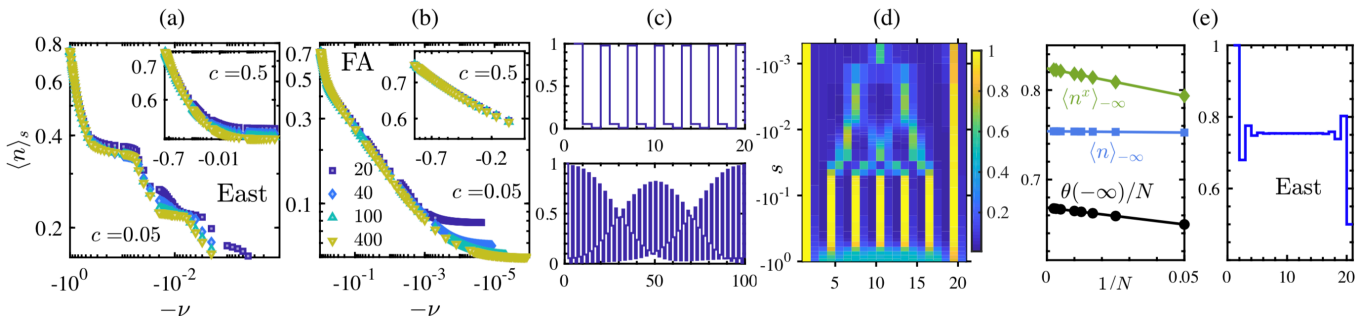 (a) (b) (c) (d) (e)
⟨n⟩s
0.8
0.6
0.4
0.2
-10^0 -10^-2
−ν
c = 0.5
0.7
0.6
-0.7 -0.01
East
c = 0.05
0.7
0.5
0.3
0.1
-10^-1 -10^-3 -10^-5
−ν
FA
c = 0.5
0.7
0.6
-0.7 -0.2
20
40
100
400
c = 0.05
1
0.5
0
0 10 20
1
0.5
0
0 50 100
s
-10^-3
-10^-2
-10^-1
-10^0
5 10 15 20
1
0.8
0.6
0.4
0.2
0.8
0.7
⟨n^x⟩−∞
⟨n⟩−∞
θ(−∞)/N
0 1/N 0.05
1
0.8
0.6
East
0 10 20